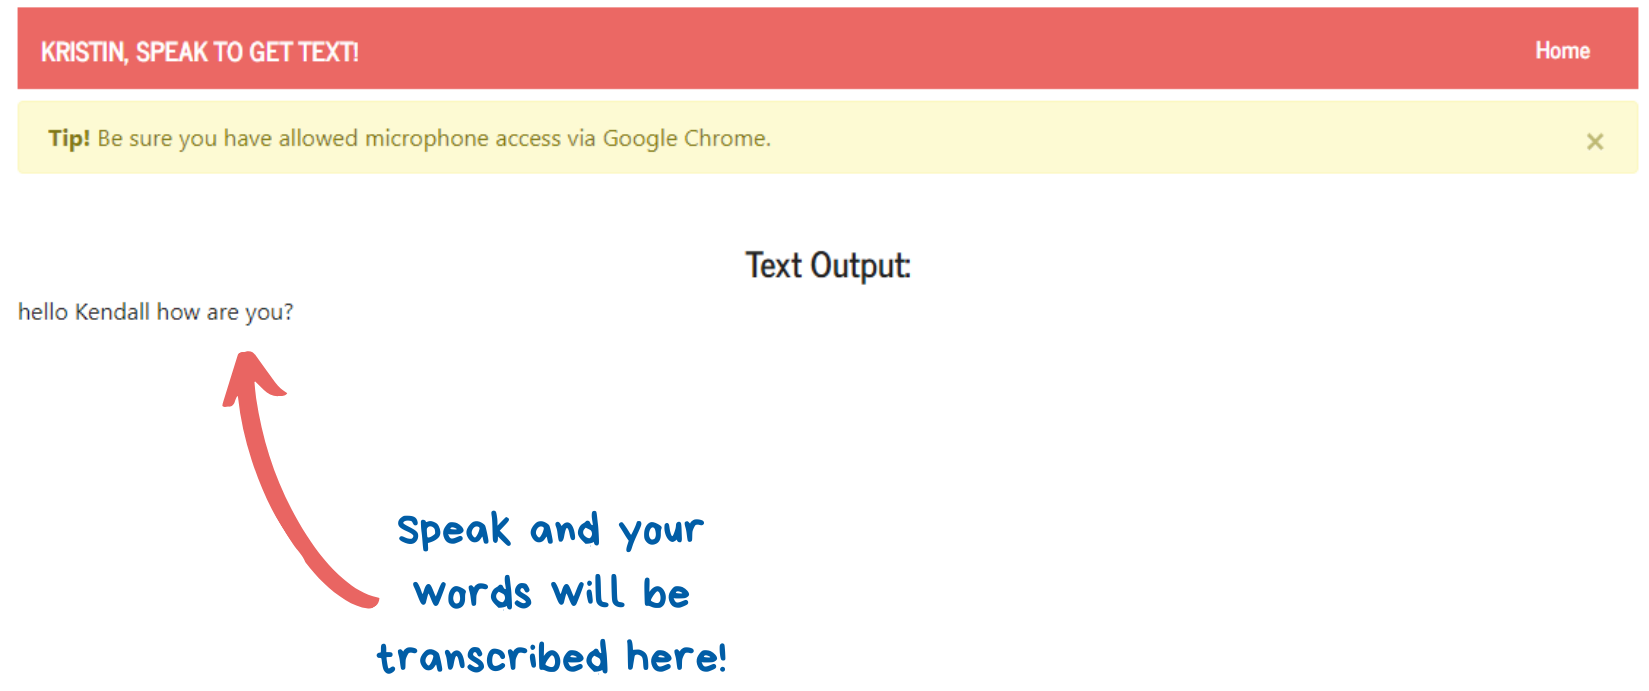 KRISTIN, SPEAK TO GET TEXT!
Home
Tip! Be sure you have allowed microphone access via Google Chrome.
×
Text Output:
hello Kendall how are you?
Speak and your
words will be
transcribed here!